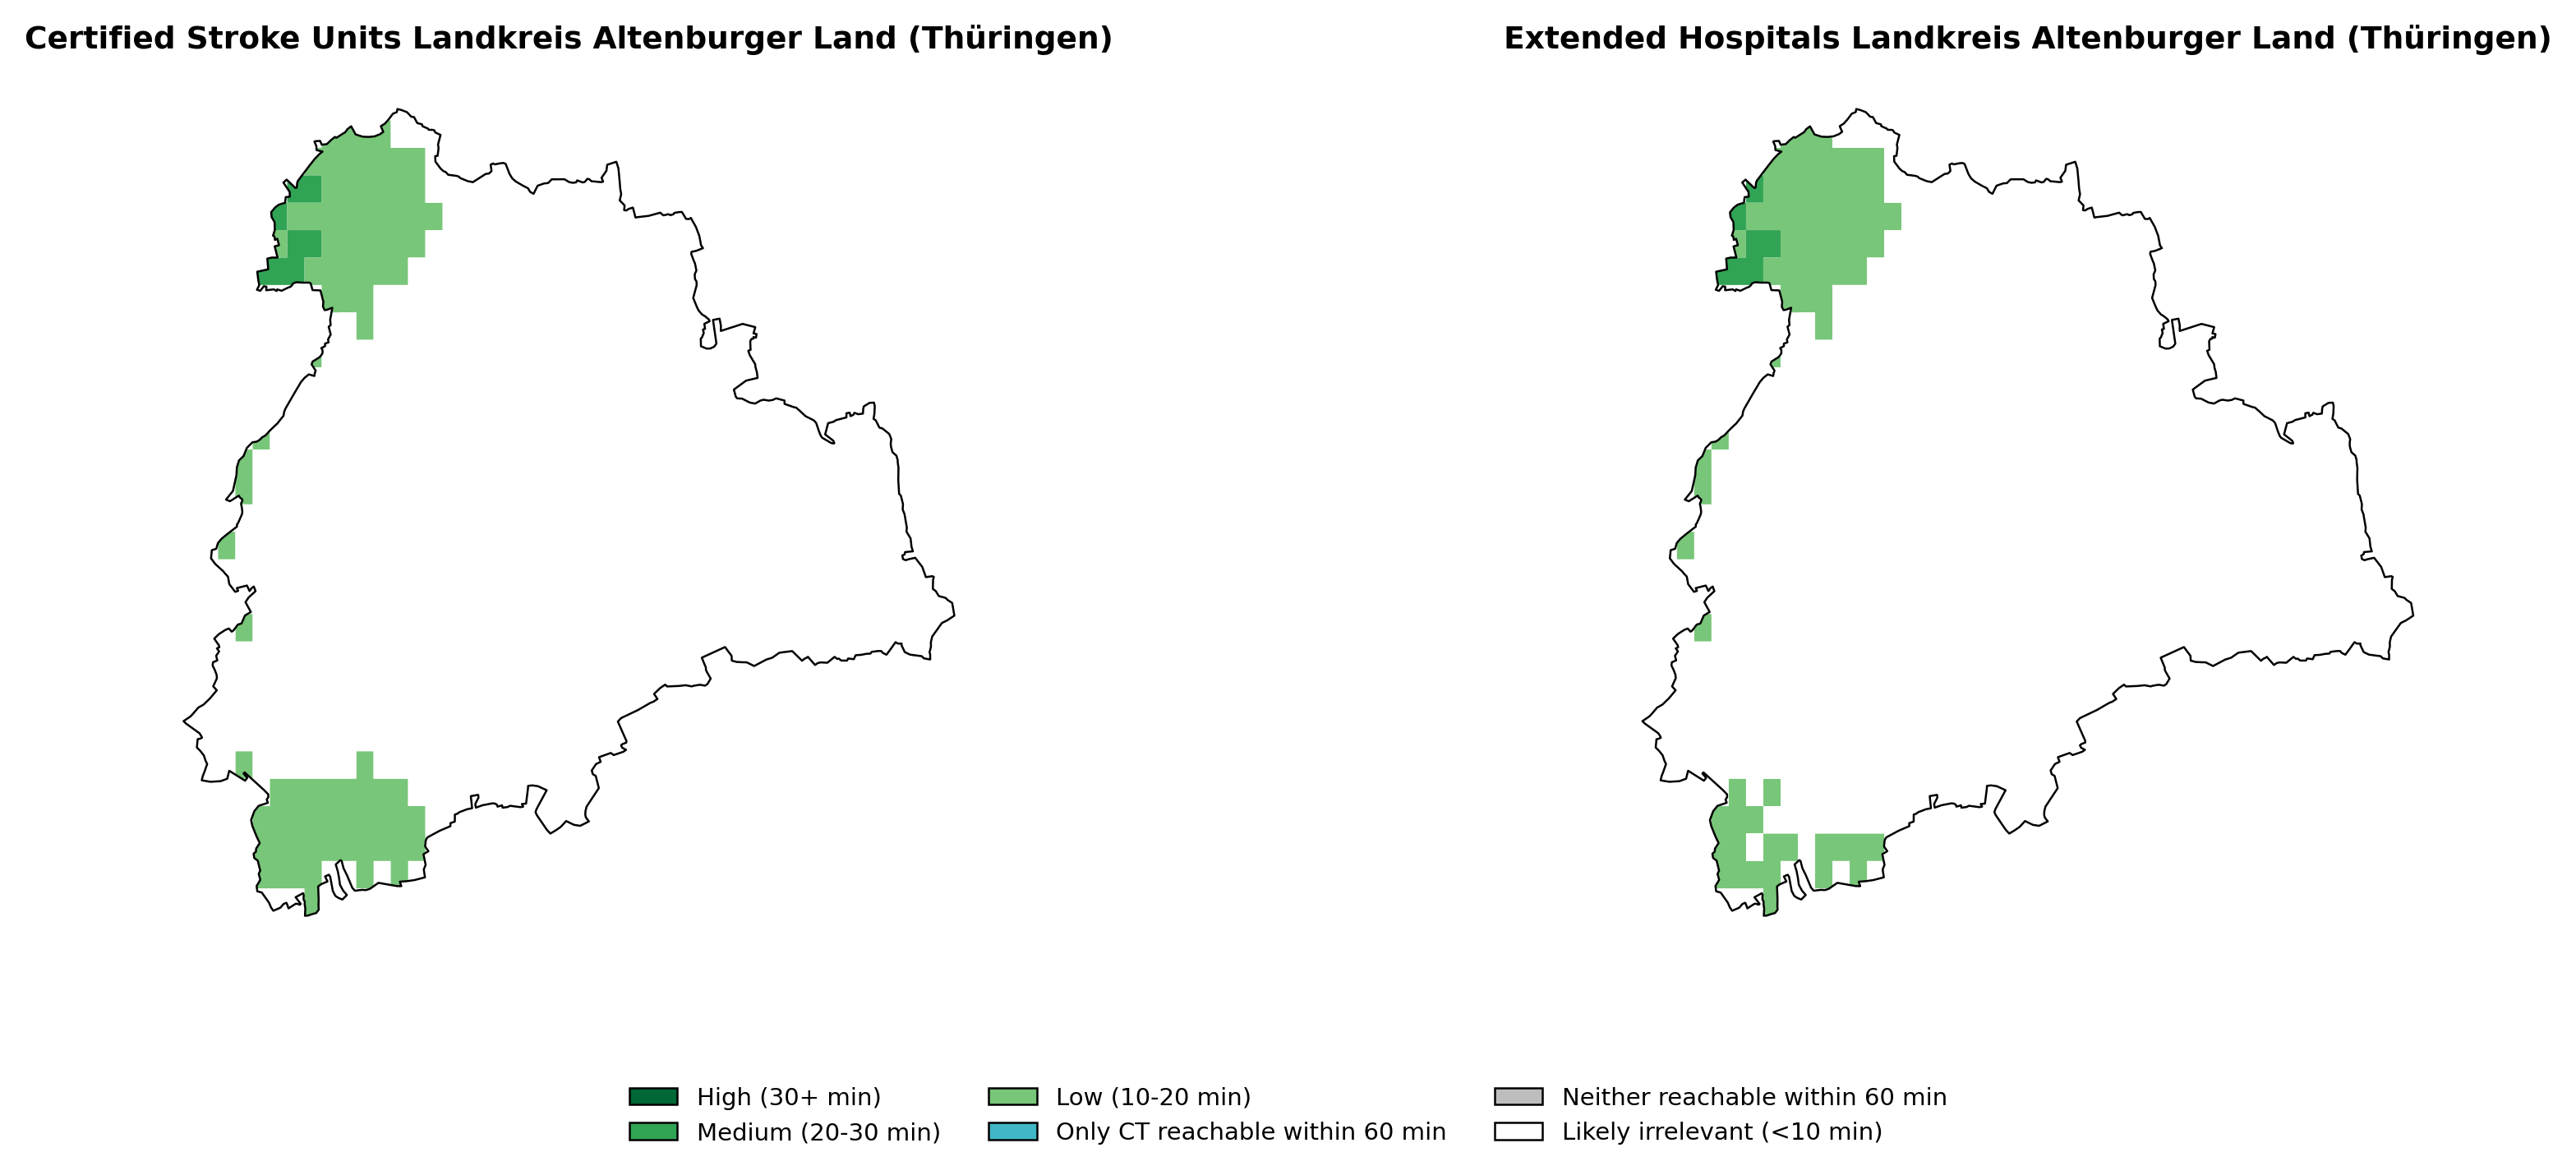 Certified Stroke Units Landkreis Altenburger Land (Thüringen)
Extended Hospitals Landkreis Altenburger Land (Thüringen)
High (30+ min)
Medium (20-30 min)
Low (10-20 min)
Only CT reachable within 60 min
Neither reachable within 60 min
Likely irrelevant (<10 min)